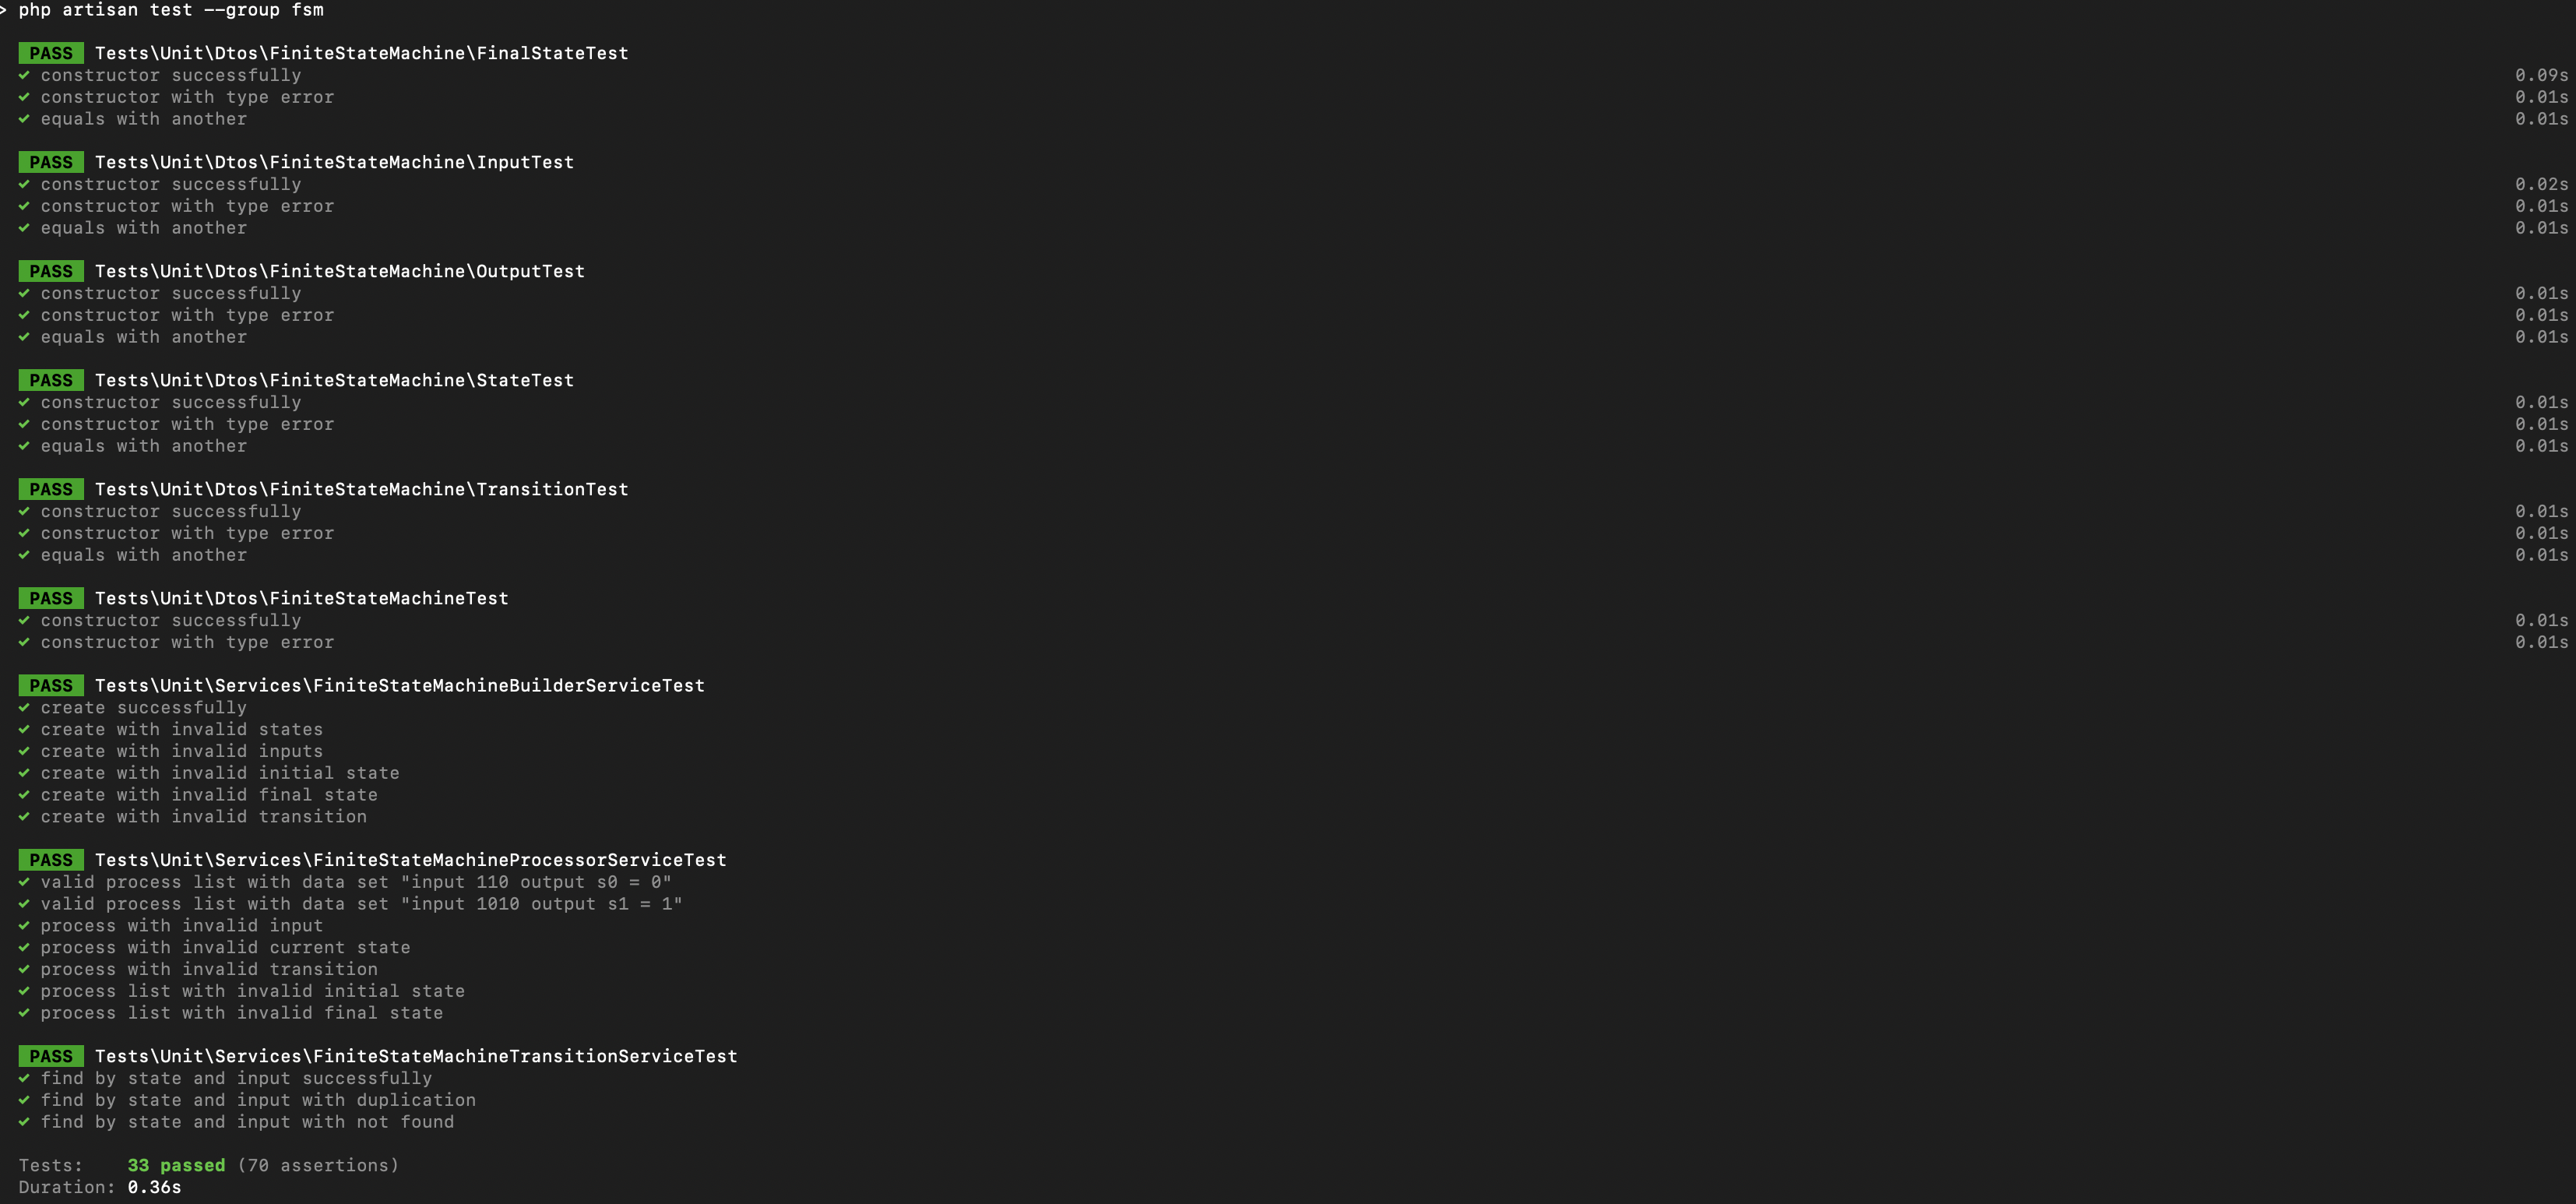 > php artisan test --group fsm
PASS Tests\Unit\Dtos\FiniteStateMachine\FinalStateTest
✓ constructor successfully 0.09s
✓ constructor with type error 0.01s
✓ equals with another 0.01s
PASS Tests\Unit\Dtos\FiniteStateMachine\InputTest
✓ constructor successfully 0.02s
✓ constructor with type error 0.01s
✓ equals with another 0.01s
PASS Tests\Unit\Dtos\FiniteStateMachine\OutputTest
✓ constructor successfully 0.01s
✓ constructor with type error 0.01s
✓ equals with another 0.01s
PASS Tests\Unit\Dtos\FiniteStateMachine\StateTest
✓ constructor successfully 0.01s
✓ constructor with type error 0.01s
✓ equals with another 0.01s
PASS Tests\Unit\Dtos\FiniteStateMachine\TransitionTest
✓ constructor successfully 0.01s
✓ constructor with type error 0.01s
✓ equals with another 0.01s
PASS Tests\Unit\Dtos\FiniteStateMachineTest
✓ constructor successfully 0.01s
✓ constructor with type error 0.01s
PASS Tests\Unit\Services\FiniteStateMachineBuilderServiceTest
✓ create successfully
✓ create with invalid states
✓ create with invalid inputs
✓ create with invalid initial state
✓ create with invalid final state
✓ create with invalid transition
PASS Tests\Unit\Services\FiniteStateMachineProcessorServiceTest
✓ valid process list with data set "input 110 output s0 = 0"
✓ valid process list with data set "input 1010 output s1 = 1"
✓ process with invalid input
✓ process with invalid current state
✓ process with invalid transition
✓ process list with invalid initial state
✓ process list with invalid final state
PASS Tests\Unit\Services\FiniteStateMachineTransitionServiceTest
✓ find by state and input successfully
✓ find by state and input with duplication
✓ find by state and input with not found
Tests: 33 passed (70 assertions)
Duration: 0.36s